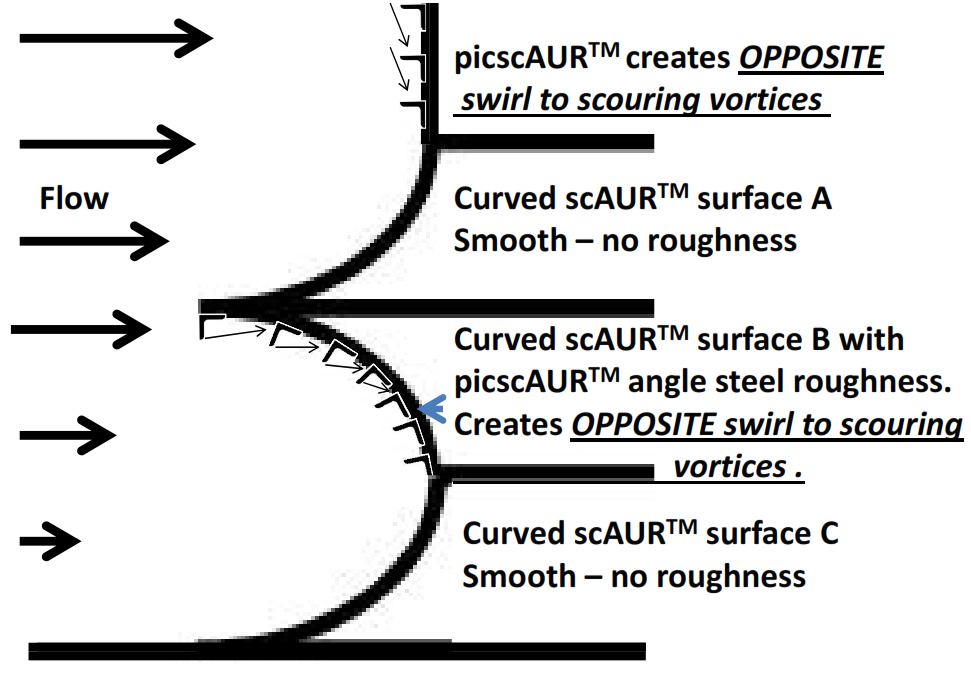 picscAUR™ creates OPPOSITE
swirl to scouring vortices
Flow
Curved scAUR™ surface A
Smooth – no roughness
Curved scAUR™ surface B with
picscAUR™ angle steel roughness.
Creates OPPOSITE swirl to scouring
vortices .
Curved scAUR™ surface C
Smooth – no roughness